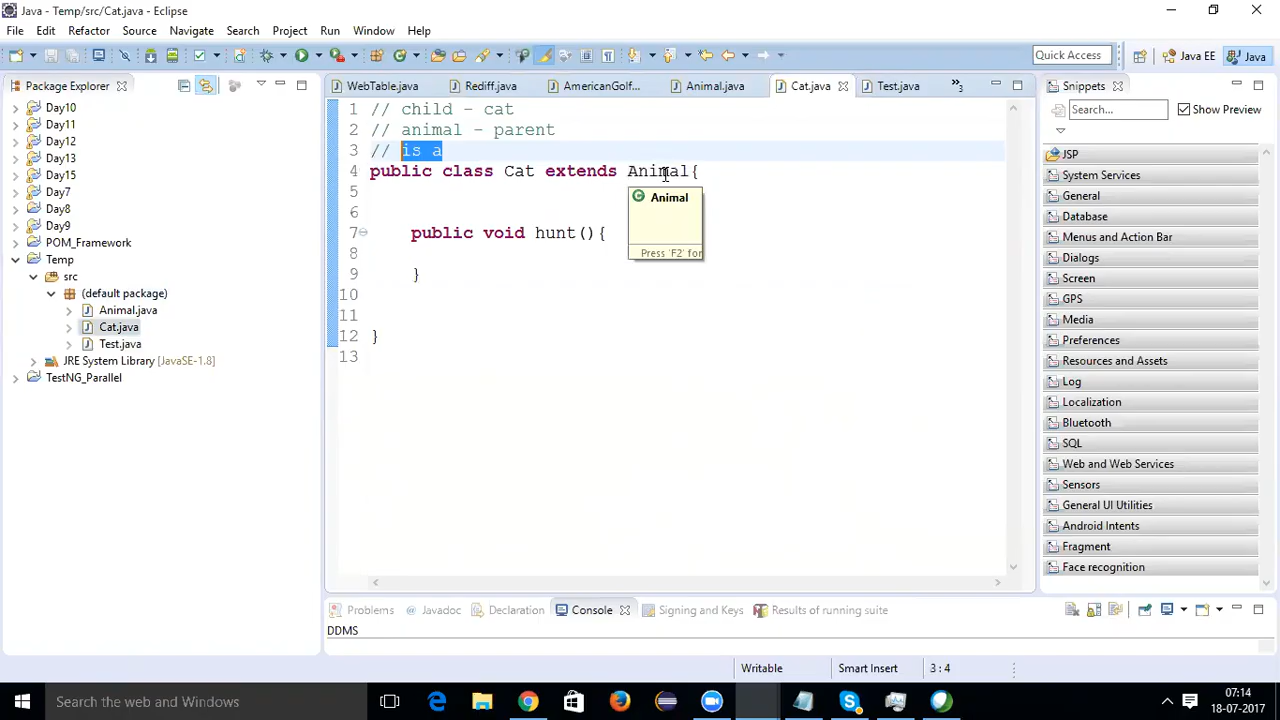 Java - Temp/src/Cat.java - Eclipse
File Edit Refactor Source Navigate Search Project Run Window Help
Quick Access Java EE Java
Package Explorer
Day10
Day11
Day12
Day13
Day15
Day7
Day8
Day9
POM_Framework
Temp
src
(default package)
Animal.java
Cat.java
Test.java
JRE System Library [JavaSE-1.8]
TestNG_Parallel
WebTable.java Rediff.java AmericanGolf... Animal.java Cat.java Test.java »3
1 // child - cat
2 // animal - parent
3 // is a
4 public class Cat extends Animal{
5
6
7 public void hunt(){
8
9 }
10
11
12 }
13
Animal
Press 'F2' for
Snippets
Search... Show Preview
JSP
System Services
General
Database
Menus and Action Bar
Dialogs
Screen
GPS
Media
Preferences
Resources and Assets
Log
Localization
Bluetooth
SQL
Web and Web Services
Sensors
General UI Utilities
Android Intents
Fragment
Face recognition
Problems Javadoc Declaration Console Signing and Keys Results of running suite
DDMS
Writable Smart Insert 3 : 4
Search the web and Windows
07:14
18-07-2017